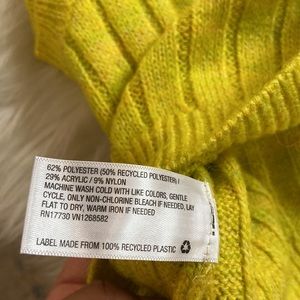 62% POLYESTER (50% RECYCLED POLYESTER) /
29% ACRYLIC / 9% NYLON
MACHINE WASH COLD WITH LIKE COLORS, GENTLE
CYCLE, ONLY NON-CHLORINE BLEACH IF NEEDED, LAY
FLAT TO DRY, WARM IRON IF NEEDED
RN17730 VN1268582
LABEL MADE FROM 100% RECYCLED PLASTIC